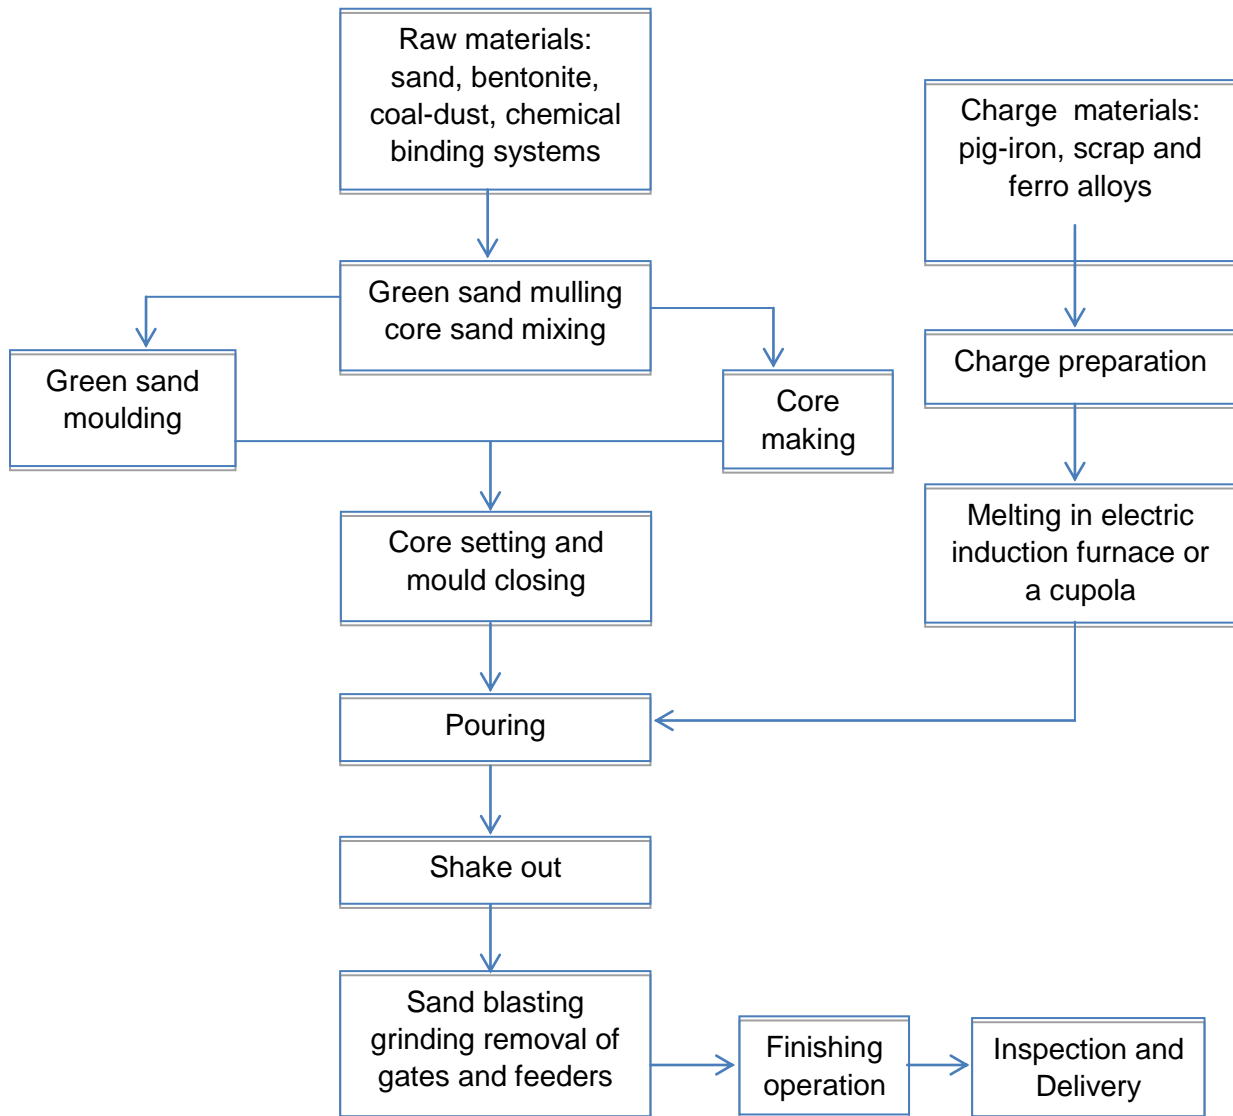 Raw materials:
sand, bentonite,
coal-dust, chemical
binding systems
Charge materials:
pig-iron, scrap and
ferro alloys
Green sand mulling
core sand mixing
Green sand
moulding
Core
making
Charge preparation
Core setting and
mould closing
Melting in electric
induction furnace or
a cupola
Pouring
Shake out
Sand blasting
grinding removal of
gates and feeders
Finishing
operation
Inspection and
Delivery